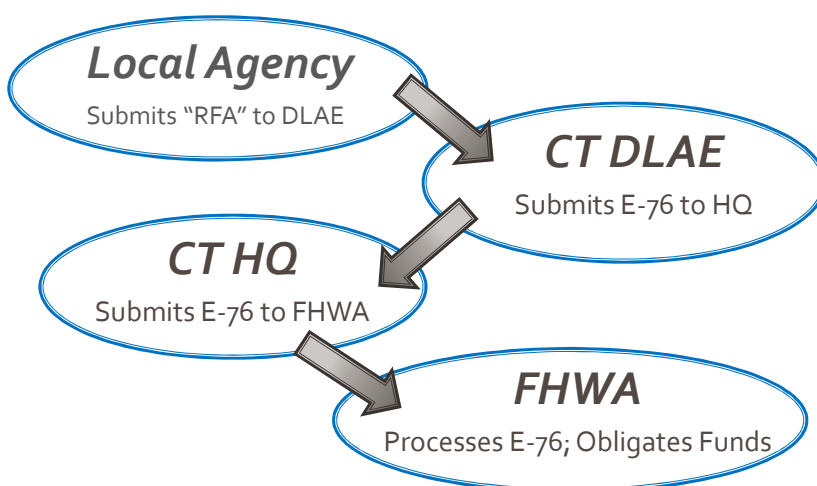 Local Agency
Submits “RFA” to DLAE
CT DLAE
Submits E-76 to HQ
CT HQ
Submits E-76 to FHWA
FHWA
Processes E-76; Obligates Funds